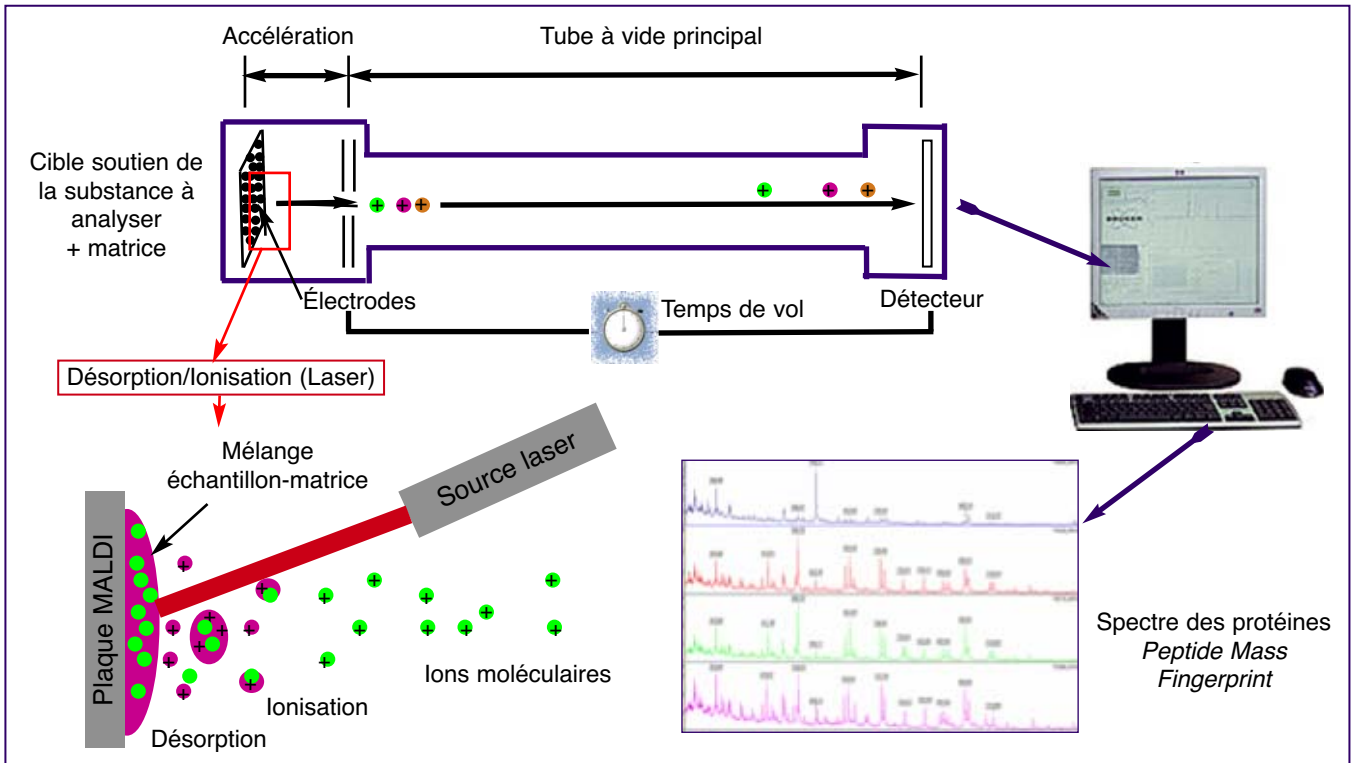 Accélération
Tube à vide principal
Cible soutien de
la substance à
analyser
+ matrice
Électrodes
Temps de vol
Détecteur
Désorption/Ionisation (Laser)
Mélange
échantillon-matrice
Source laser
Plaque MALDI
Ions moléculaires
Ionisation
Désorption
BRUKER
Spectre des protéines
Peptide Mass
Fingerprint